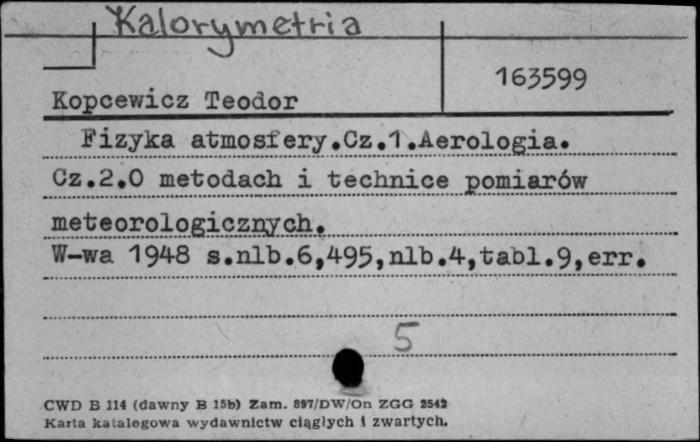 Kalorymetria
163599
Kopcewicz Teodor
Fizyka atmosfery.Cz.1.Aerologia.
Cz.2.O metodach i technice pomiarów
meteorologicznych.
W-wa 1948 s.nlb.6,495,nlb.4,tabl.9,err.
5
CWD B 114 (dawny B 15b) Zam. 897/DW/On ZGG 2542
Karta katalogowa wydawnictw ciągłych i zwartych.